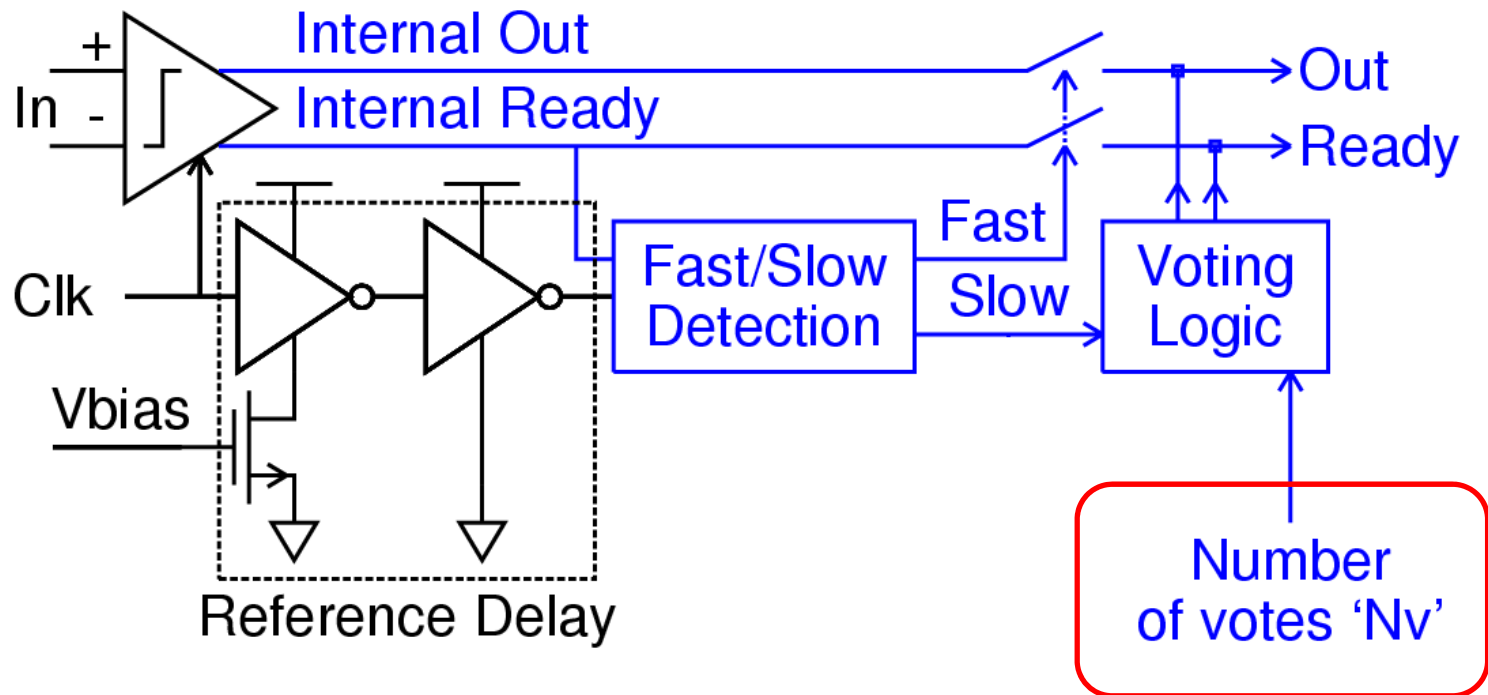 +
In
-
Internal Out
Internal Ready
Out
Ready
Clk
Fast/Slow
Detection
Fast
Slow
Voting
Logic
Vbias
Reference Delay
Number
of votes ‘Nv’